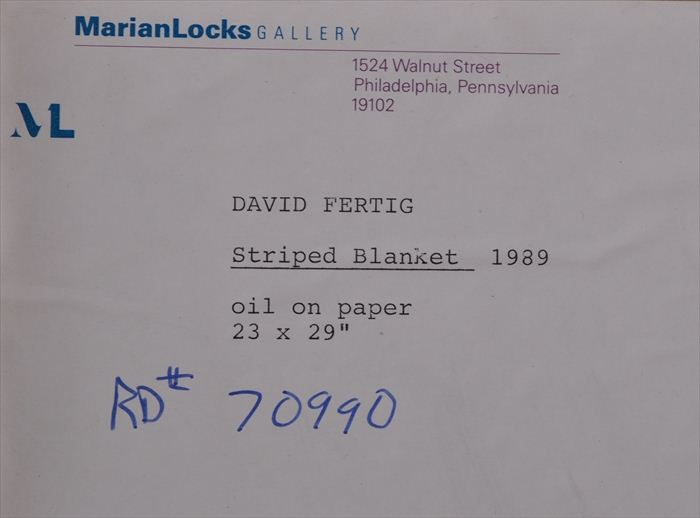 MarianLocks GALLERY
1524 Walnut Street
Philadelphia, Pennsylvania
19102
ML
DAVID FERTIG
Striped Blanket 1989
oil on paper
23 x 29"
RD# 70990